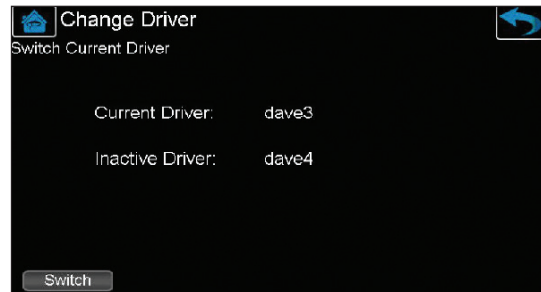 Change Driver
Switch Current Driver
Current Driver: dave3
Inactive Driver: dave4
Switch